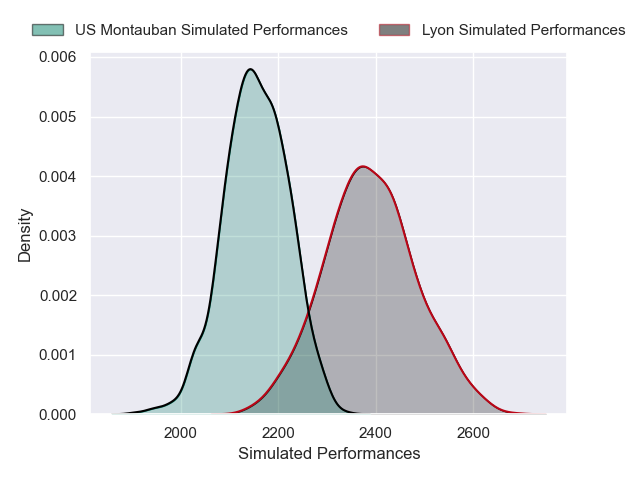 US Montauban Simulated Performances Lyon Simulated Performances
0.006
0.005
0.004
0.003
0.002
0.001
0.000
Density
2000 2200 2400 2600
Simulated Performances